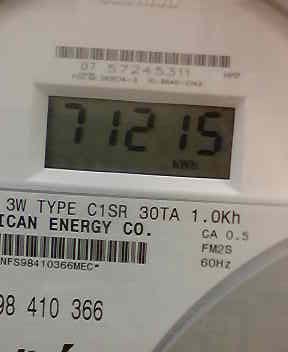 07 57245311
71215
kWh
3W TYPE C1SR 30TA 1.0Kh
ICAN ENERGY CO.
CA 0.5
FM2S
60Hz
NFS98410366MEC*
98 410 366